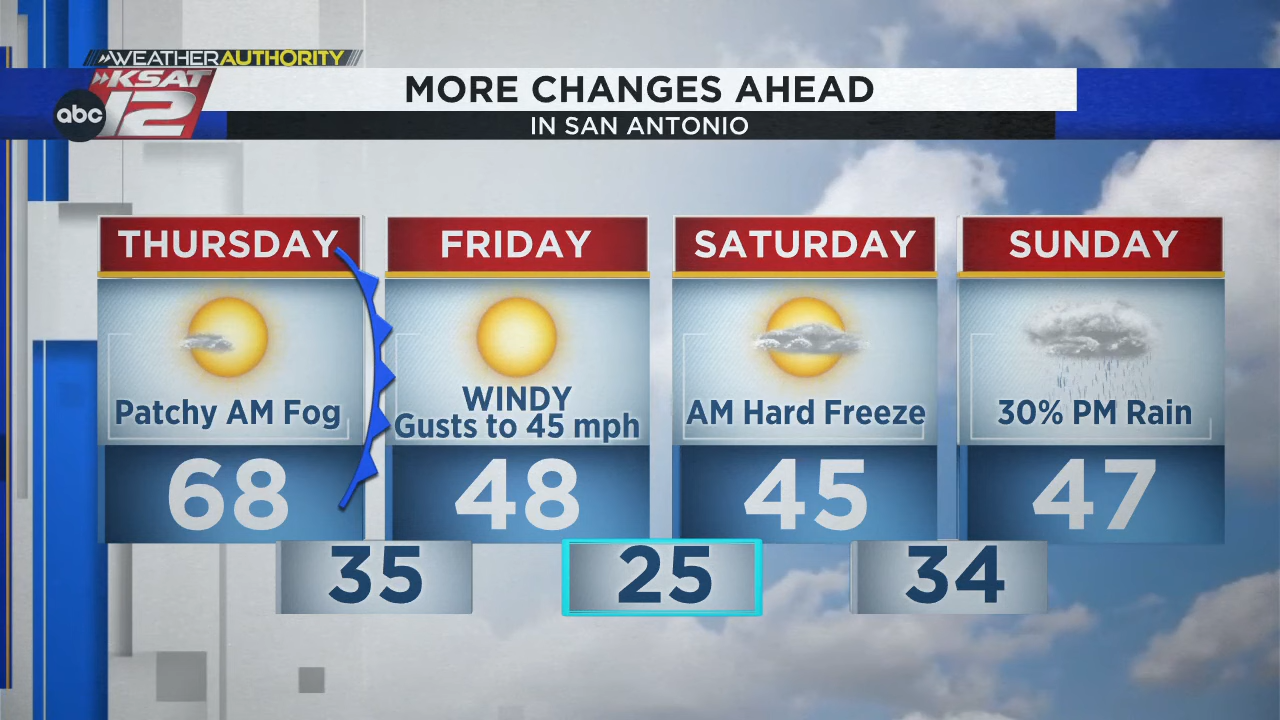 WEATHERAUTHORITY
KSAT
abc
12
MORE CHANGES AHEAD
IN SAN ANTONIO
THURSDAY
Patchy AM Fog
68
FRIDAY
WINDY
Gusts to 45 mph
48
SATURDAY
AM Hard Freeze
45
SUNDAY
30% PM Rain
47
35
25
34